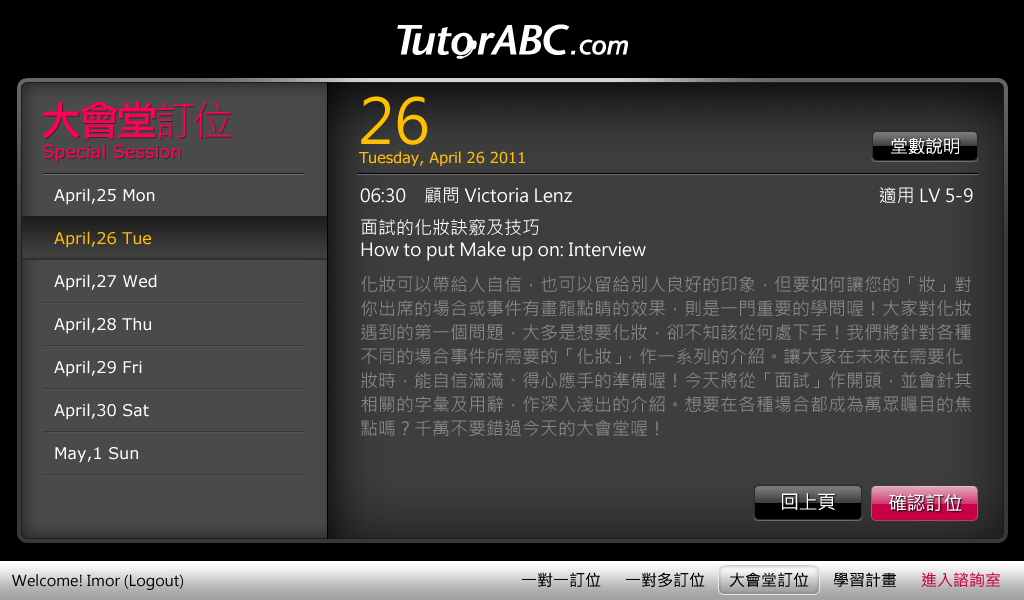 TutorABC.com
大會堂訂位
Special Session
April,25 Mon
April,26 Tue
April,27 Wed
April,28 Thu
April,29 Fri
April,30 Sat
May,1 Sun
26
Tuesday, April 26 2011
堂數說明
06:30 顧問 Victoria Lenz 適用 LV 5-9
面試的化妝訣竅及技巧
How to put Make up on: Interview
化妝可以帶給人自信，也可以留給別人良好的印象，但要如何讓您的「妝」對
你出席的場合或事件有畫龍點睛的效果，則是一門重要的學問喔！大家對化妝
遇到的第一個問題，大多是想要化妝，卻不知該從何處下手！我們將針對各種
不同的場合事件所需要的「化妝」，作一系列的介紹。讓大家在未來在需要化
妝時，能自信滿滿、得心應手的準備喔！今天將從「面試」作開頭，並會針其
相關的字彙及用辭，作深入淺出的介紹。想要在各種場合都成為萬眾矚目的焦
點嗎？千萬不要錯過今天的大會堂喔！
回上頁 確認訂位
Welcome! Imor (Logout) 一對一訂位 一對多訂位 大會堂訂位 學習計畫 進入諮詢室